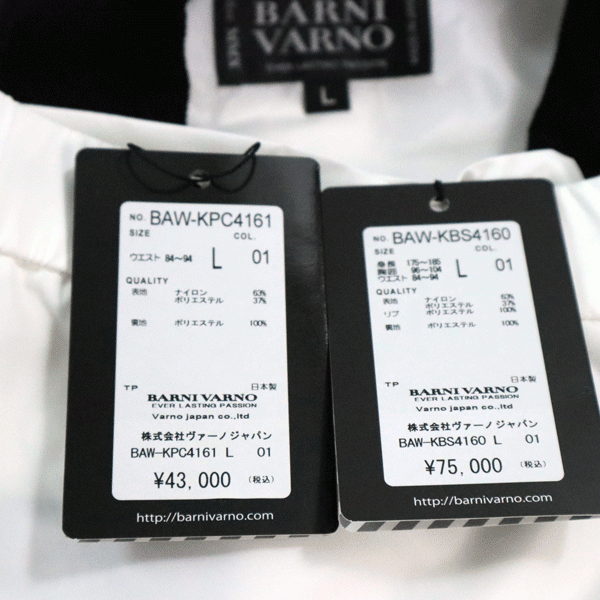 BARNI
VARNO
EVER LASTING PASSION
L
NO. BAW-KPC4161
SIZE COL.
ウエスト 84〜94 L 01
QUALITY
表地 ナイロン 63%
ポリエステル 37%
裏地 ポリエステル 100%
TP 日本製
BARNI VARNO
EVER LASTING PASSION
Varno japan co.,ltd
株式会社ヴァーノジャパン
BAW-KPC4161 L 01
¥43,000 (税込)
http://barnivarno.com
NO. BAW-KBS4160
SIZE COL.
身長 175〜185
胸囲 96〜104 L 01
ウエスト 84〜94
QUALITY
表地 ナイロン 63%
リブ ポリエステル 37%
裏地 ポリエステル 100%
TP 日本製
BARNI VARNO
EVER LASTING PASSION
Varno japan co.,ltd
株式会社ヴァーノジャパン
BAW-KBS4160 L 01
¥75,000 (税込)
http://barnivarno.com